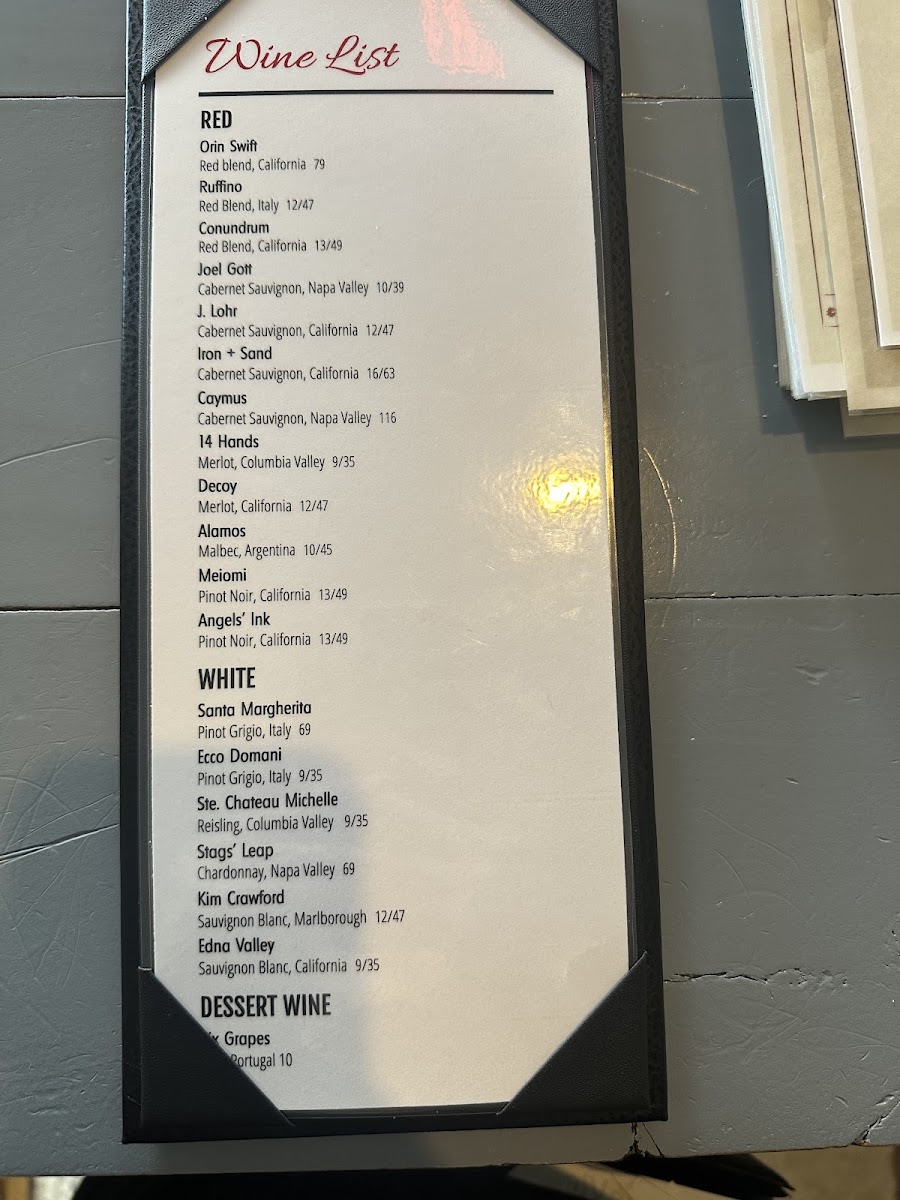 Wine List
RED
Orin Swift
Red blend, California 79
Ruffino
Red Blend, Italy 12/47
Conundrum
Red Blend, California 13/49
Joel Gott
Cabernet Sauvignon, Napa Valley 10/39
J. Lohr
Cabernet Sauvignon, California 12/47
Iron + Sand
Cabernet Sauvignon, California 16/63
Caymus
Cabernet Sauvignon, Napa Valley 116
14 Hands
Merlot, Columbia Valley 9/35
Decoy
Merlot, California 12/47
Alamos
Malbec, Argentina 10/45
Meiomi
Pinot Noir, California 13/49
Angels' Ink
Pinot Noir, California 13/49
WHITE
Santa Margherita
Pinot Grigio, Italy 69
Ecco Domani
Pinot Grigio, Italy 9/35
Ste. Chateau Michelle
Reisling, Columbia Valley 9/35
Stags' Leap
Chardonnay, Napa Valley 69
Kim Crawford
Sauvignon Blanc, Marlborough 12/47
Edna Valley
Sauvignon Blanc, California 9/35
DESSERT WINE
Grapes
Portugal 10